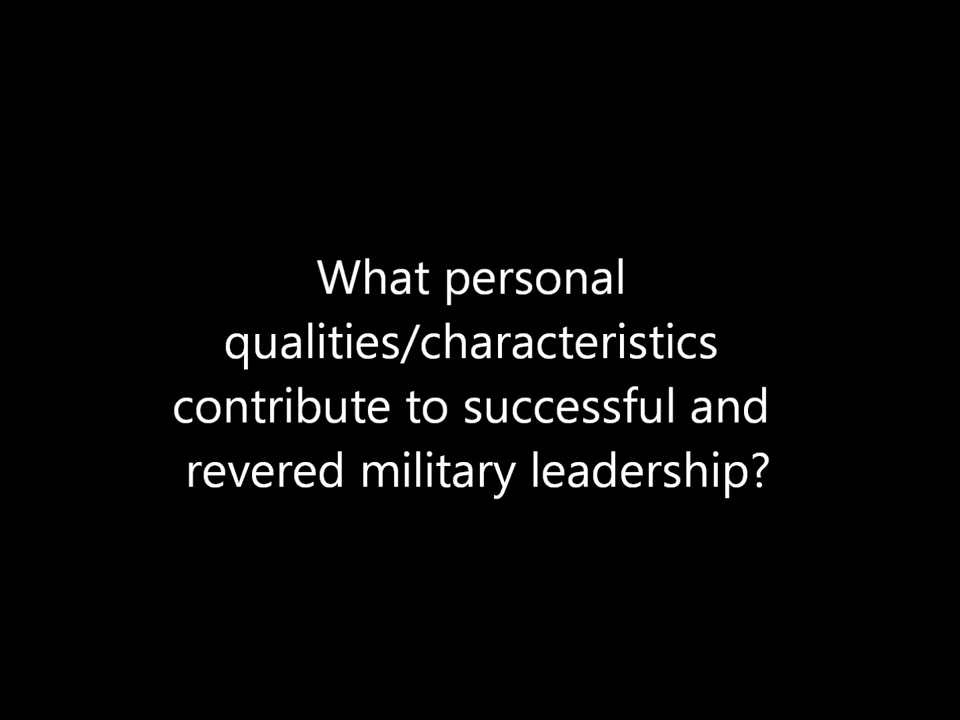 What personal
qualities/characteristics
contribute to successful and
revered military leadership?